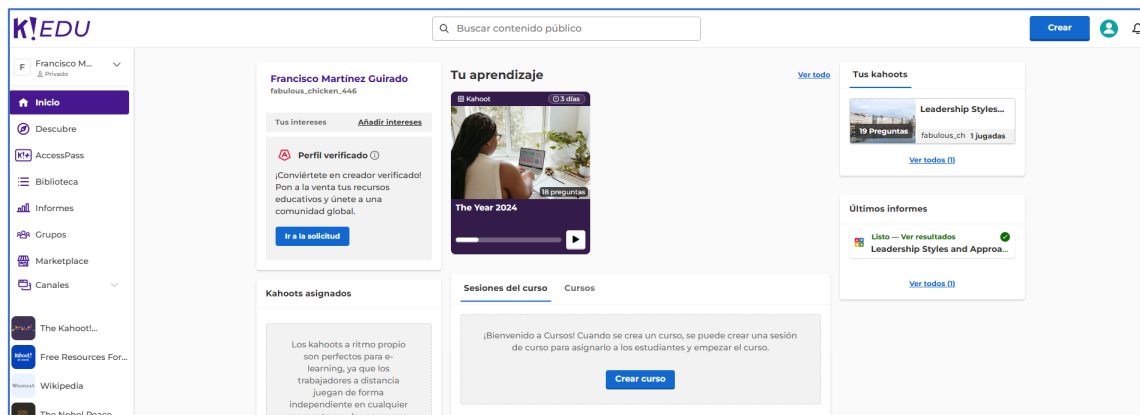 K!EDU
Buscar contenido público
Crear
F
Francisco M...
Privado
Inicio
Descubre
K!+ AccessPass
Biblioteca
Informes
Grupos
Marketplace
Canales
The Kahoot!...
Kahoot!
Free Resources For...
Wikipedia
The Nobel Peace
Francisco Martínez Guirado
fabulous_chicken_446
Tus intereses
Añadir intereses
Perfil verificado
¡Conviértete en creador verificado!
Pon a la venta tus recursos
educativos y únete a una
comunidad global.
Ir a la solicitud
Kahoots asignados
Los kahoots a ritmo propio
son perfectos para e-
learning, ya que los
trabajadores a distancia
juegan de forma
independiente en cualquier
Tu aprendizaje
Ver todo
Kahoot
3 días
18 preguntas
The Year 2024
Sesiones del curso
Cursos
¡Bienvenido a Cursos! Cuando se crea un curso, se puede crear una sesión
de curso para asignarlo a los estudiantes y empezar el curso.
Crear curso
Tus kahoots
Leadership Styles...
19 Preguntas
fabulous_ch 1 jugadas
Ver todos (1)
Últimos informes
Listo — Ver resultados
Leadership Styles and Approa...
Ver todos (1)